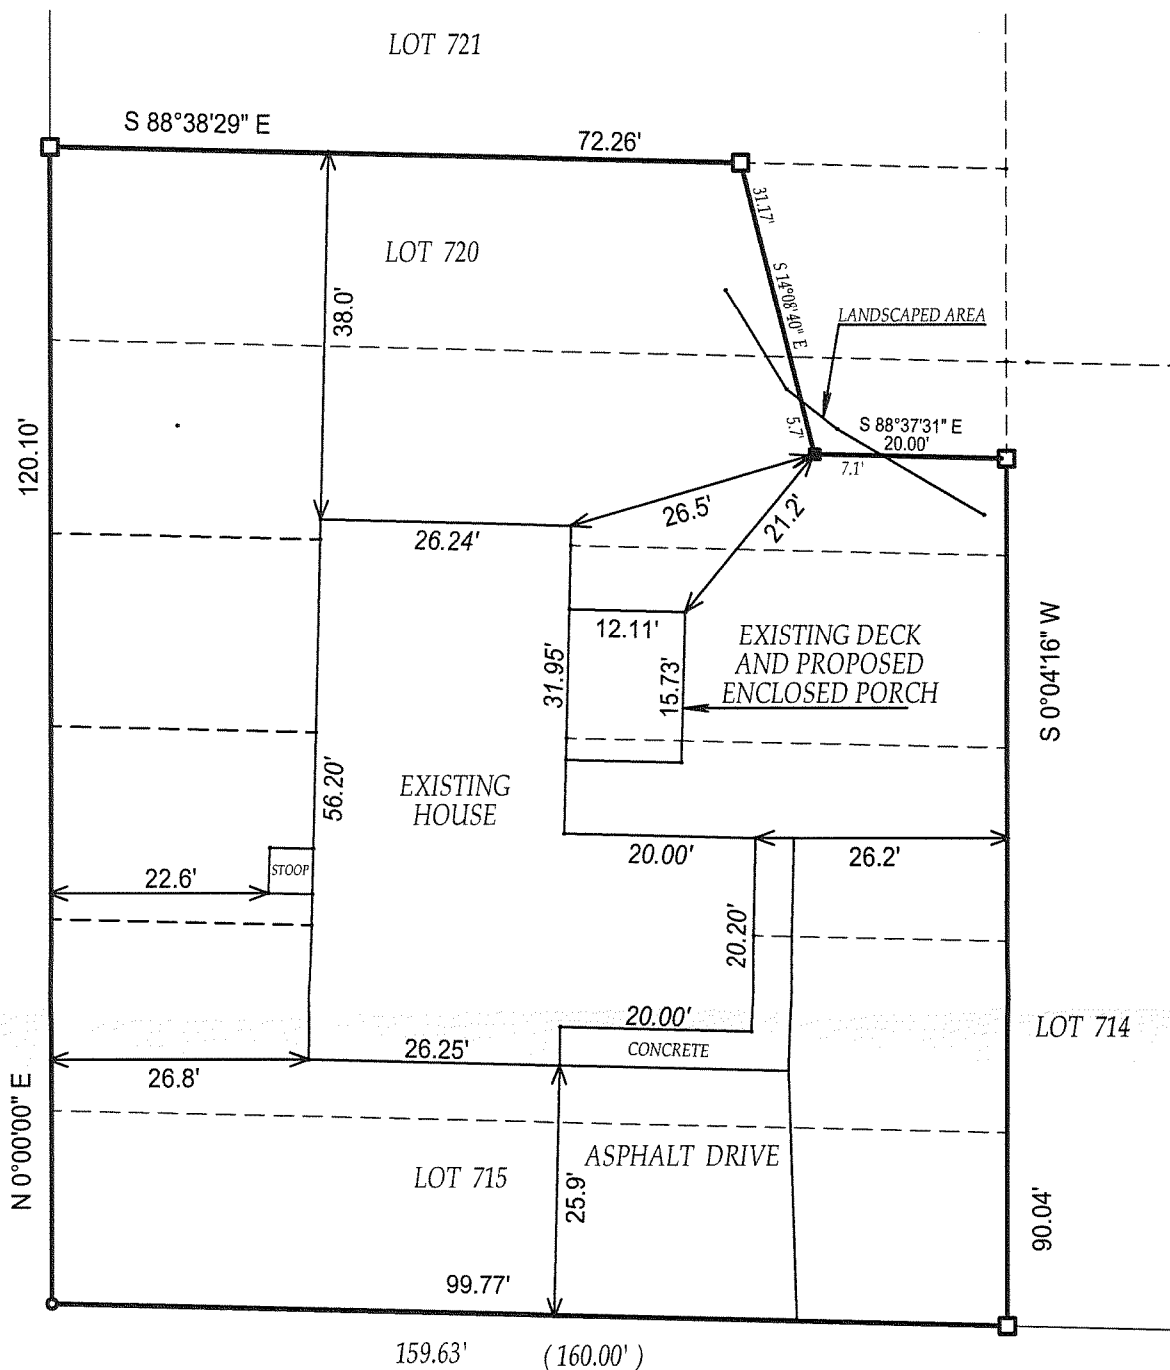 LOT 721
S 88°38'29" E
72.26'
31.17'
S 14°08'40" E
LOT 720
38.0'
LANDSCAPED AREA
120.10'
5.7'
S 88°37'31" E
20.00'
7.1'
26.5'
21.2'
26.24'
12.11'
31.95'
15.73'
EXISTING DECK
AND PROPOSED
ENCLOSED PORCH
S 0°04'16" W
56.20'
EXISTING
HOUSE
20.00'
26.2'
STOOP
22.6'
20.20'
20.00'
CONCRETE
LOT 714
26.25'
26.8'
N 0°00'00" E
ASPHALT DRIVE
LOT 715
25.9'
90.04'
99.77'
159.63' (160.00')